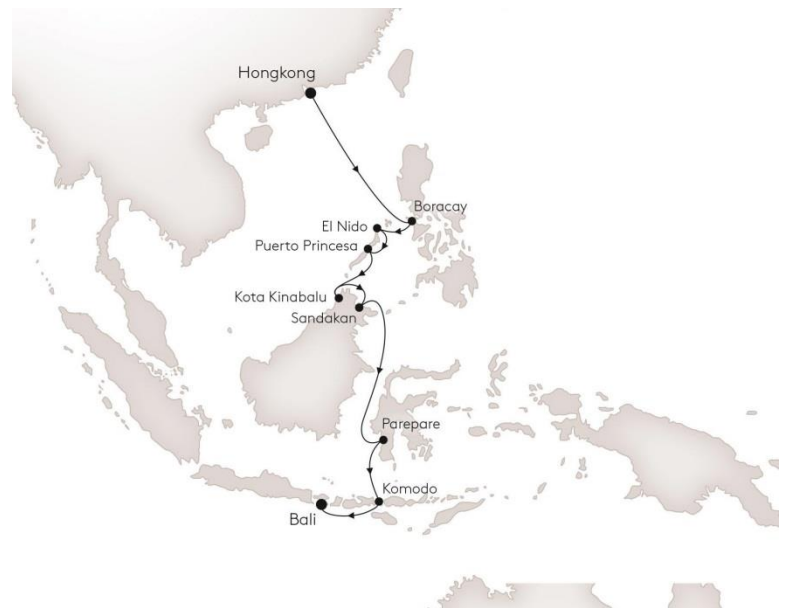 Hongkong
Boracay
El Nido
Puerto Princesa
Kota Kinabalu
Sandakan
Parepare
Komodo
Bali